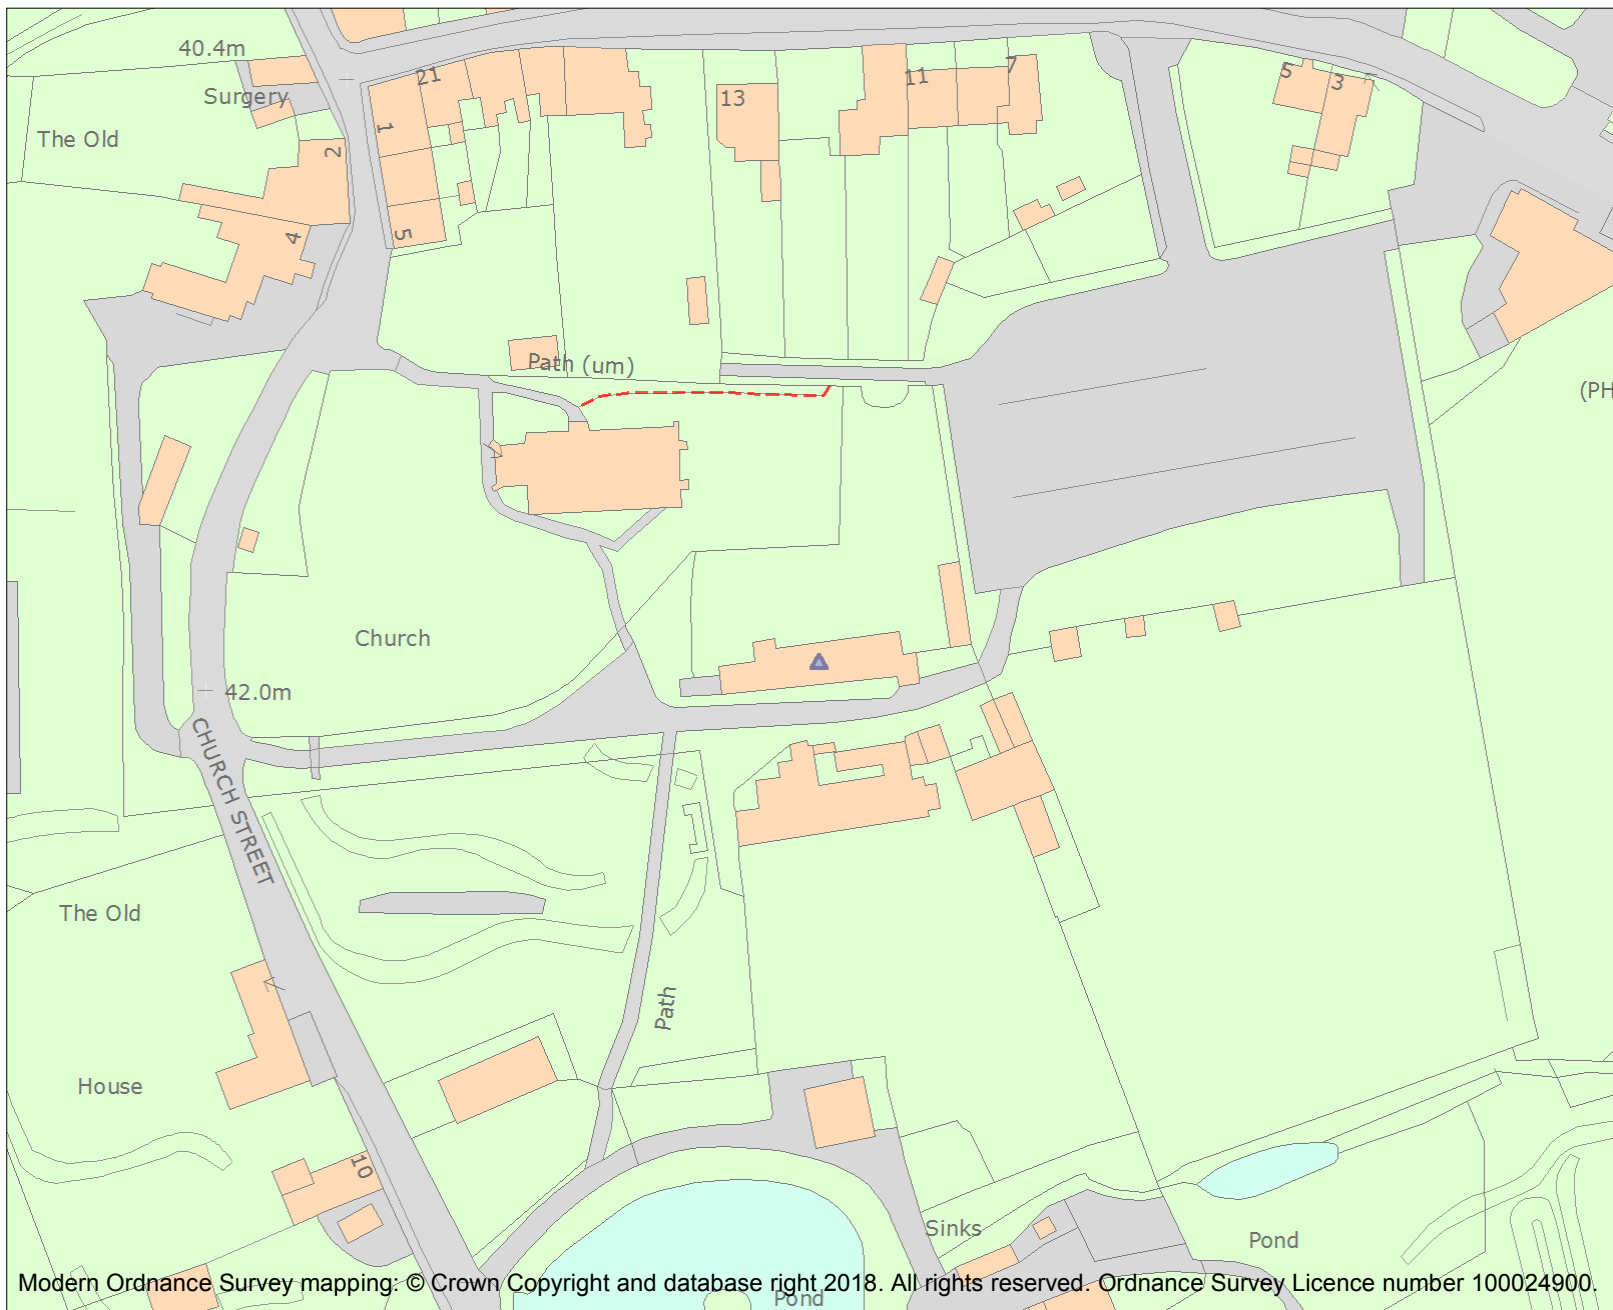 40.4m
21
7
5
3
Surgery
13
11
1
The Old
2
4
5
Path (um)
(PH
Church
42.0m
CHURCH STREET
The Old
Path
House
10
Sinks
Pond
Pond
Modern Ordnance Survey mapping: © Crown Copyright and database right 2018. All rights reserved. Ordnance Survey Licence number 100024900.